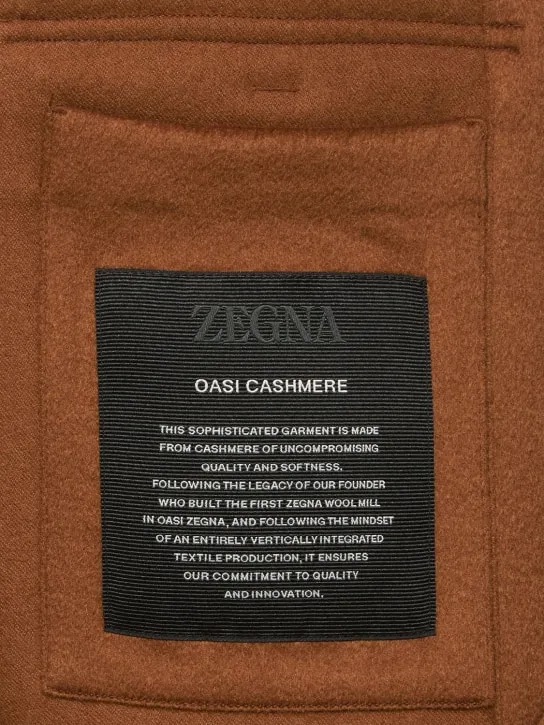 ZEGNA
OASI CASHMERE
THIS SOPHISTICATED GARMENT IS MADE
FROM CASHMERE OF UNCOMPROMISING
QUALITY AND SOFTNESS.
FOLLOWING THE LEGACY OF OUR FOUNDER
WHO BUILT THE FIRST ZEGNA WOOL MILL
IN OASI ZEGNA, AND FOLLOWING THE MINDSET
OF AN ENTIRELY VERTICALLY INTEGRATED
TEXTILE PRODUCTION, IT ENSURES
OUR COMMITMENT TO QUALITY
AND INNOVATION.